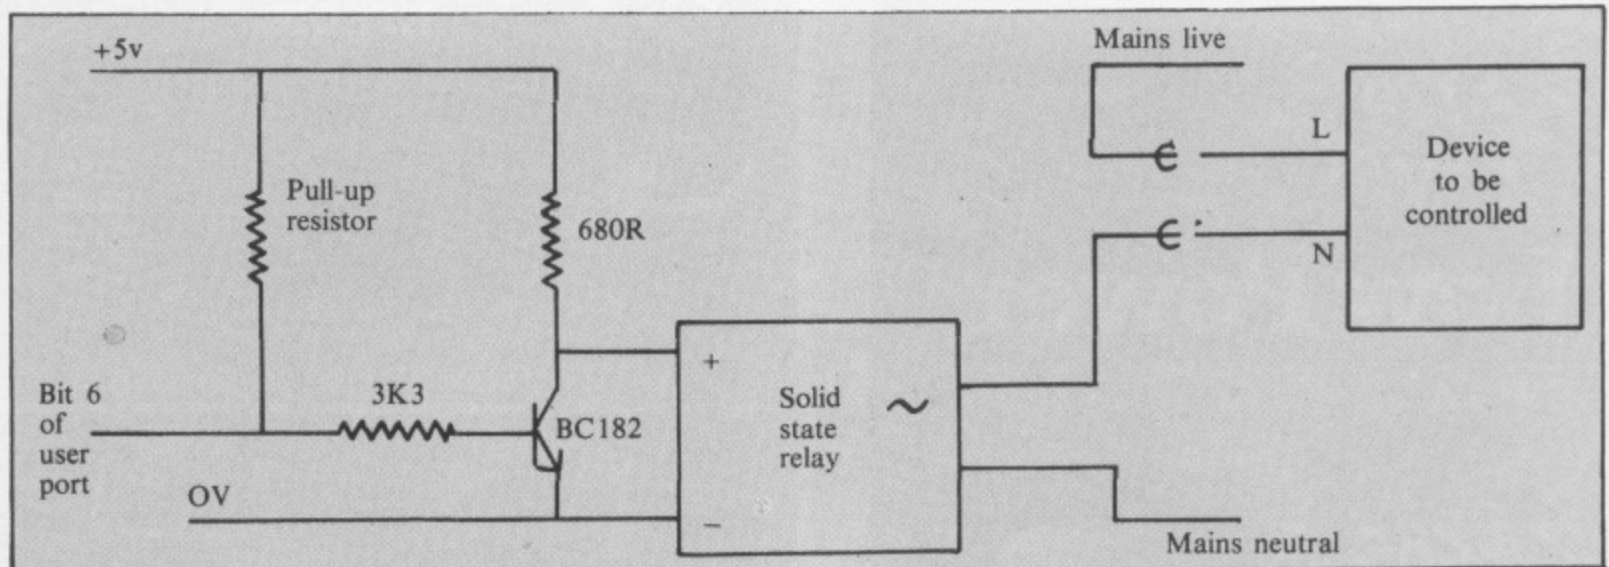 +5v
Mains live
Pull-up
resistor
680R
L
N
Device
to be
controlled
Bit 6
of
user
port
3K3
BC182
OV
+
−
Solid
state
relay
~
Mains neutral